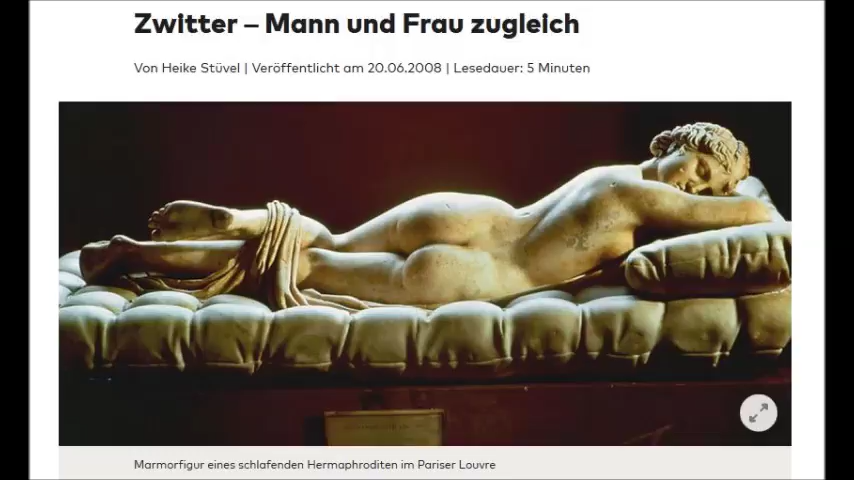 Zwitter – Mann und Frau zugleich
Von Heike Stüvel | Veröffentlicht am 20.06.2008 | Lesedauer: 5 Minuten
Marmorfigur eines schlafenden Hermaphroditen im Pariser Louvre